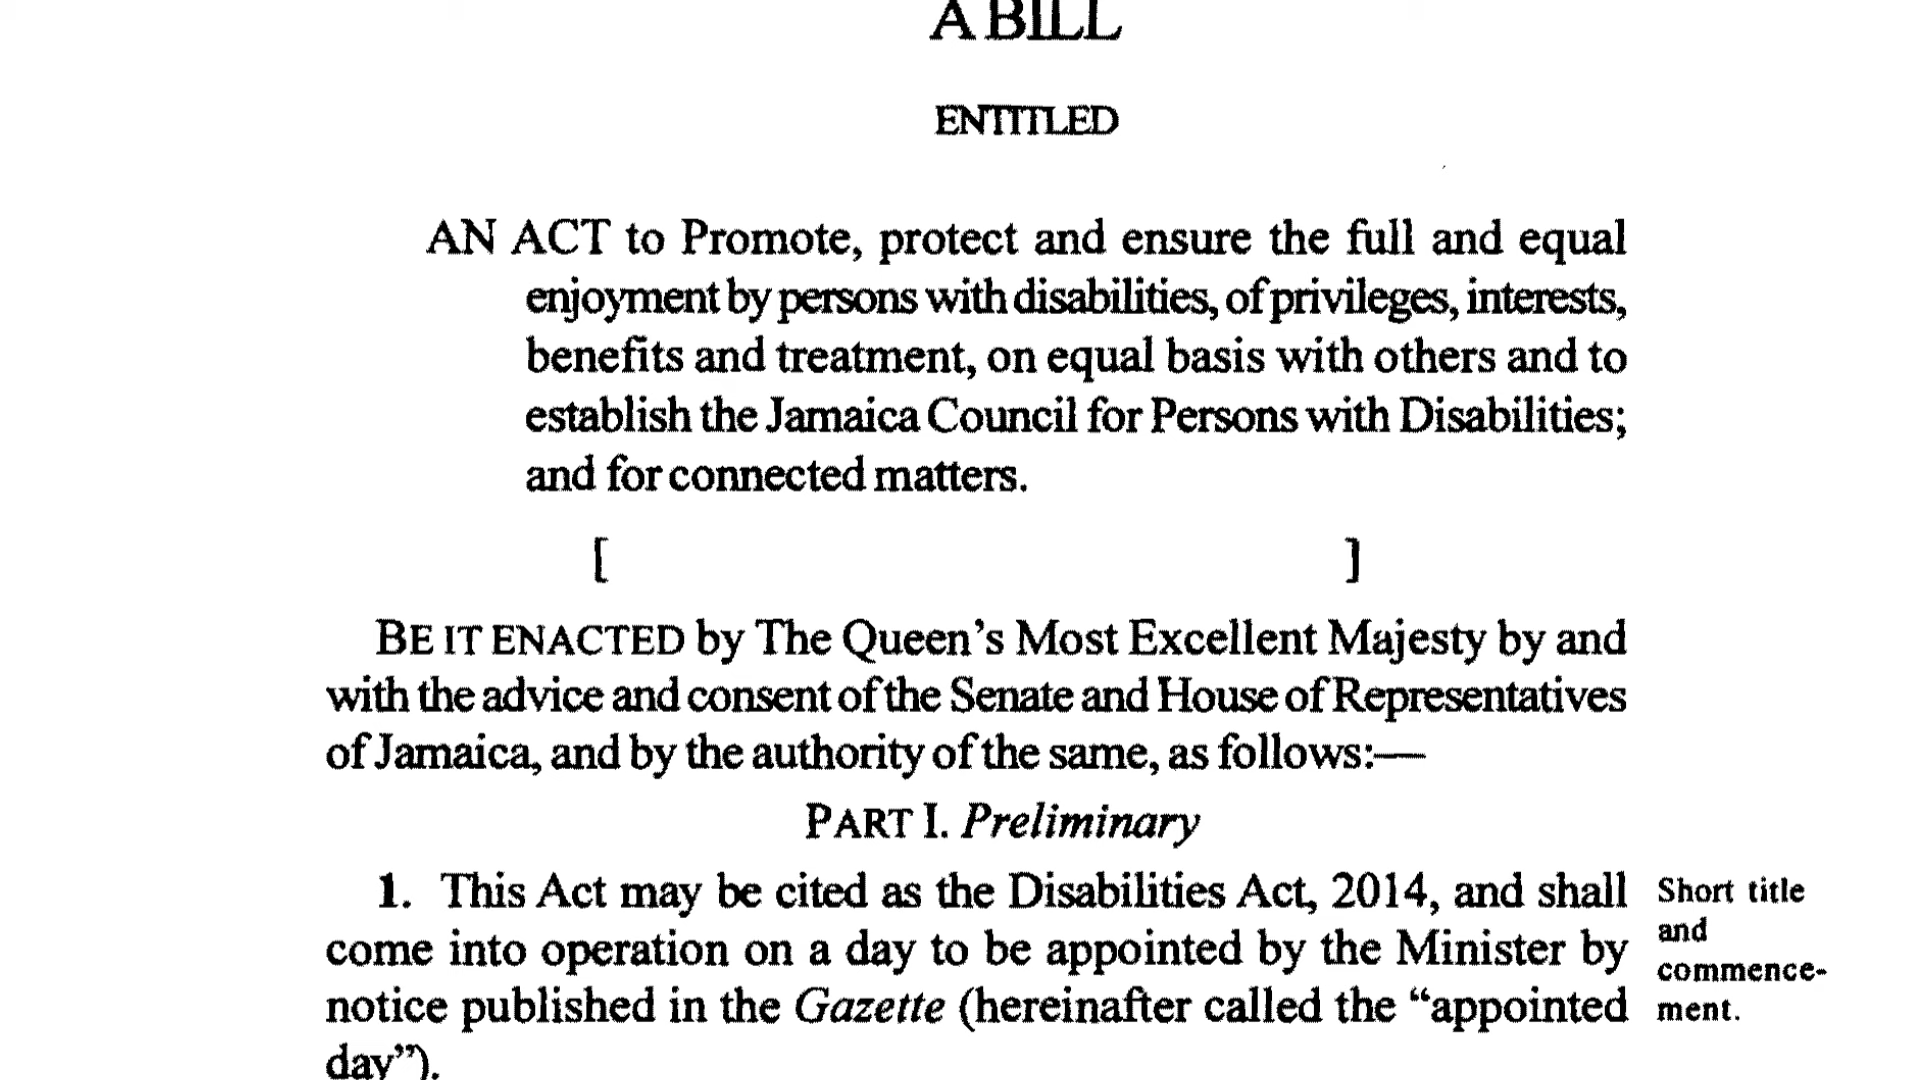 A BILL
ENTITLED
AN ACT to Promote, protect and ensure the full and equal
enjoyment by persons with disabilities, of privileges, interests,
benefits and treatment, on equal basis with others and to
establish the Jamaica Council for Persons with Disabilities;
and for connected matters.
[ ]
BE IT ENACTED by The Queen’s Most Excellent Majesty by and
with the advice and consent of the Senate and House of Representatives
of Jamaica, and by the authority of the same, as follows:—
PART I. Preliminary
1. This Act may be cited as the Disabilities Act, 2014, and shall
come into operation on a day to be appointed by the Minister by
notice published in the Gazette (hereinafter called the “appointed
day”).
Short title
and
commence-
ment.